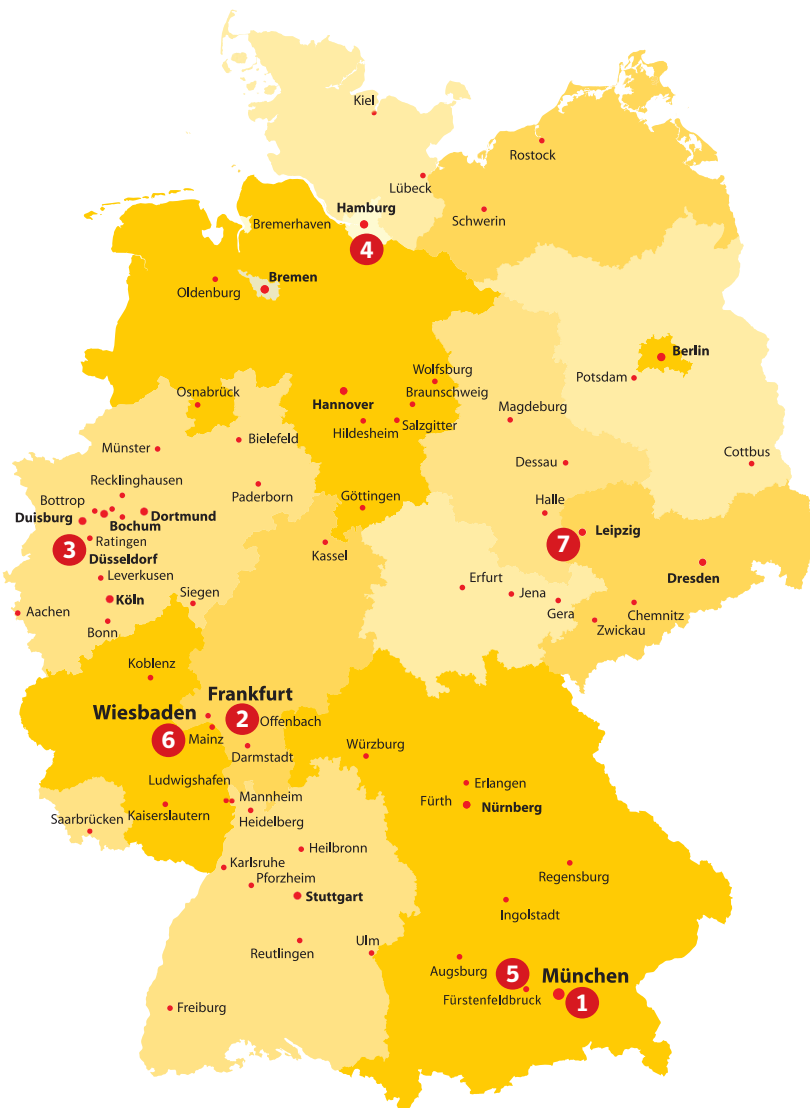 Kiel
Rostock
Lübeck
Hamburg
Schwerin
Bremerhaven
4
Bremen
Oldenburg
Berlin
Wolfsburg
Potsdam
Osnabrück
Braunschweig
Hannover
Magdeburg
Salzgitter
Hildesheim
Bielefeld
Münster
Cottbus
Dessau
Recklinghausen
Paderborn
Bottrop
Göttingen
Halle
Dortmund
Duisburg
Bochum
Leipzig
Ratingen
7
3
Düsseldorf
Kassel
Leverkusen
Dresden
Erfurt
Siegen
Jena
Köln
Aachen
Gera
Chemnitz
Bonn
Zwickau
Koblenz
Frankfurt
Wiesbaden
2
Offenbach
6
Mainz
Würzburg
Darmstadt
Ludwigshafen
Erlangen
Mannheim
Fürth
Nürnberg
Saarbrücken
Kaiserslautern
Heidelberg
Heilbronn
Karlsruhe
Regensburg
Pforzheim
Stuttgart
Ingolstadt
Ulm
Reutlingen
Augsburg
5
München
Fürstenfeldbruck
1
Freiburg